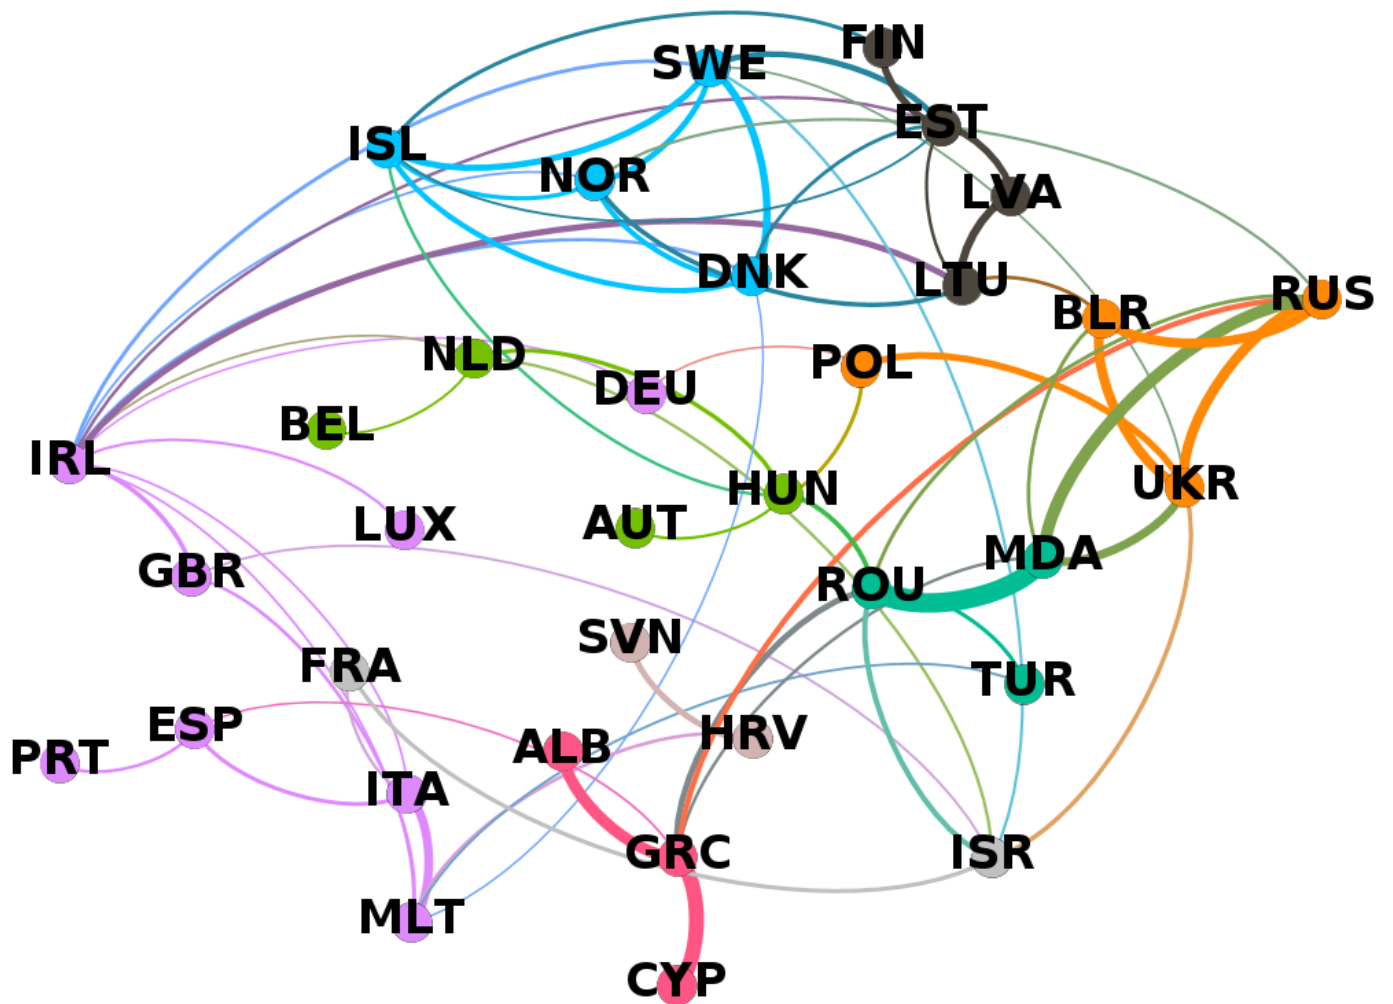 FIN
SWE
EST
ISL
NOR
LVA
DNK
LTU
RUS
BLR
NLD
POL
DEU
BEL
IRL
HUN
UKR
LUX
AUT
MDA
GBR
ROU
SVN
FRA
TUR
ESP
HRV
ALB
PRT
ITA
GRC
ISR
MLT
CYP